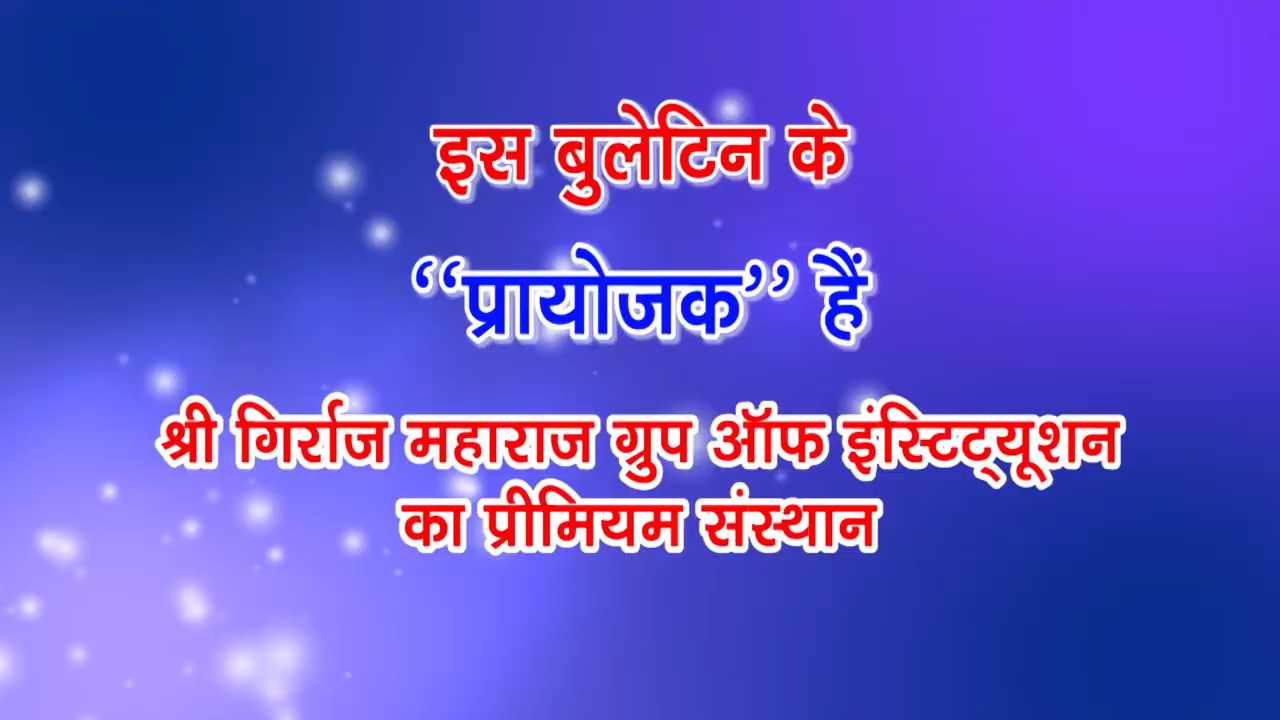 इस बुलेटिन के
‘‘प्रायोजक’’ हैं
श्री गिर्राज महाराज ग्रुप ऑफ इंस्टिट्यूशन
का प्रीमियम संस्थान